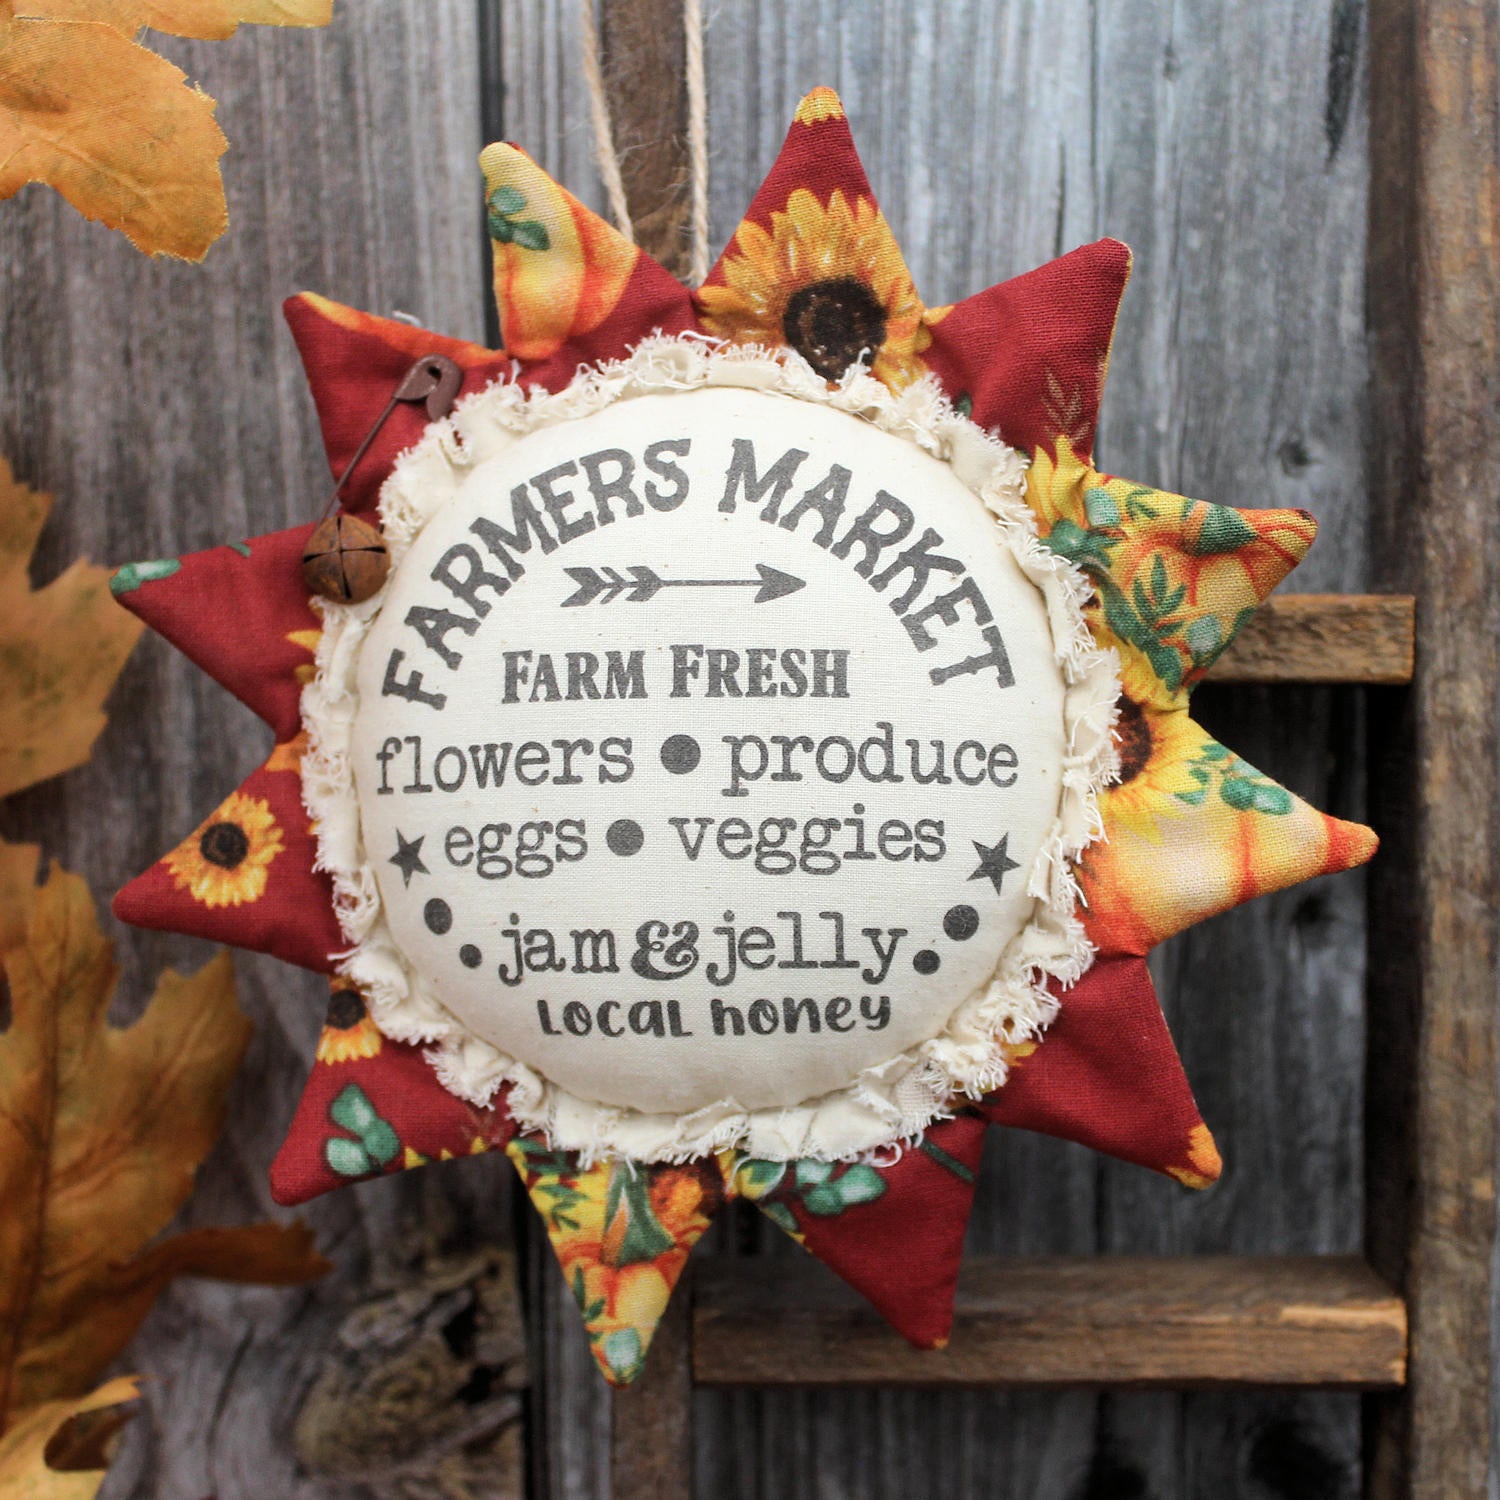 FARMERS MARKET
FARM FRESH
flowers • produce
eggs • veggies
jam & jelly
LOCAL honey